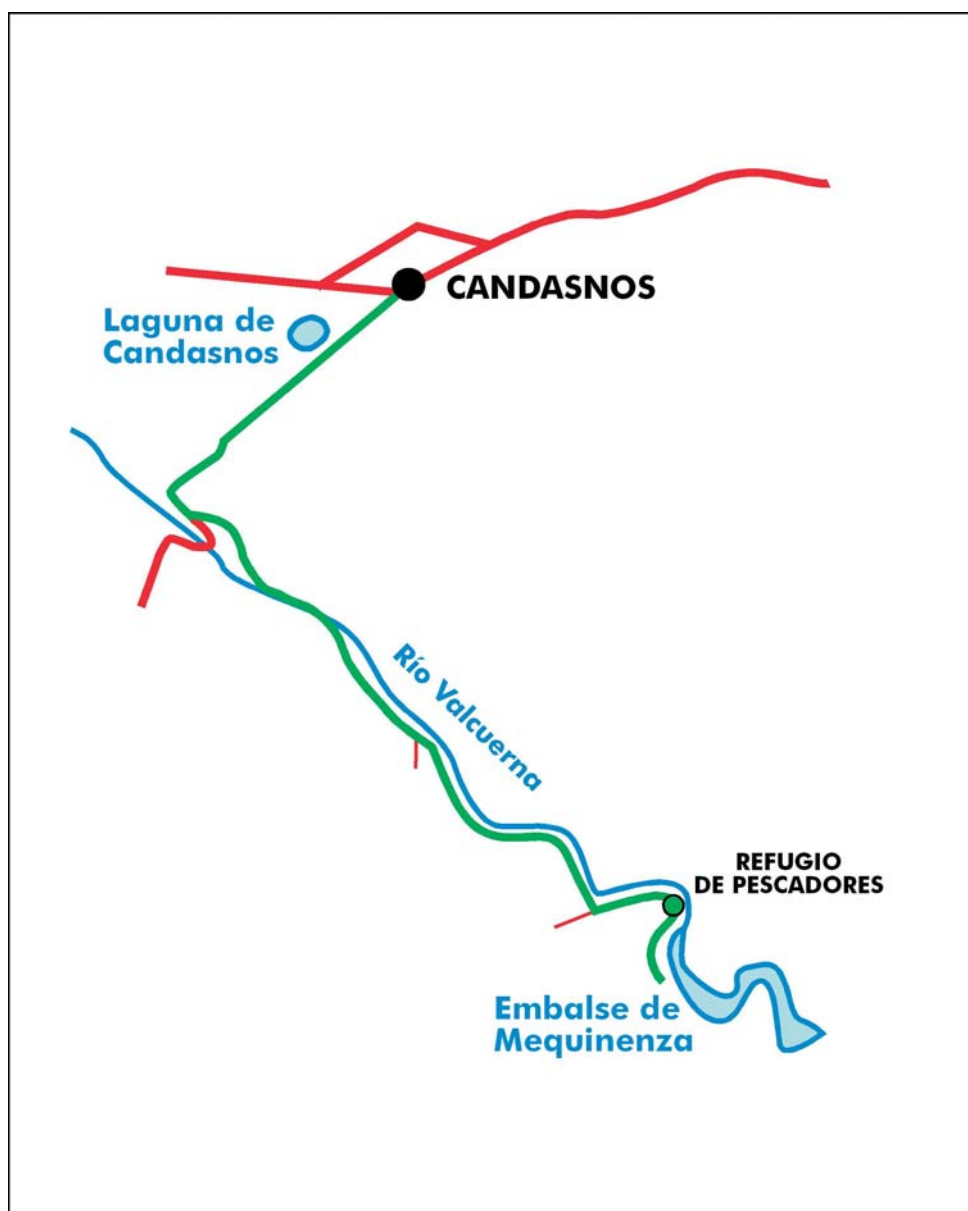 CANDASNOS
Laguna de
Candasnos
Río Valcuerna
REFUGIO
DE PESCADORES
Embalse de
Mequinenza